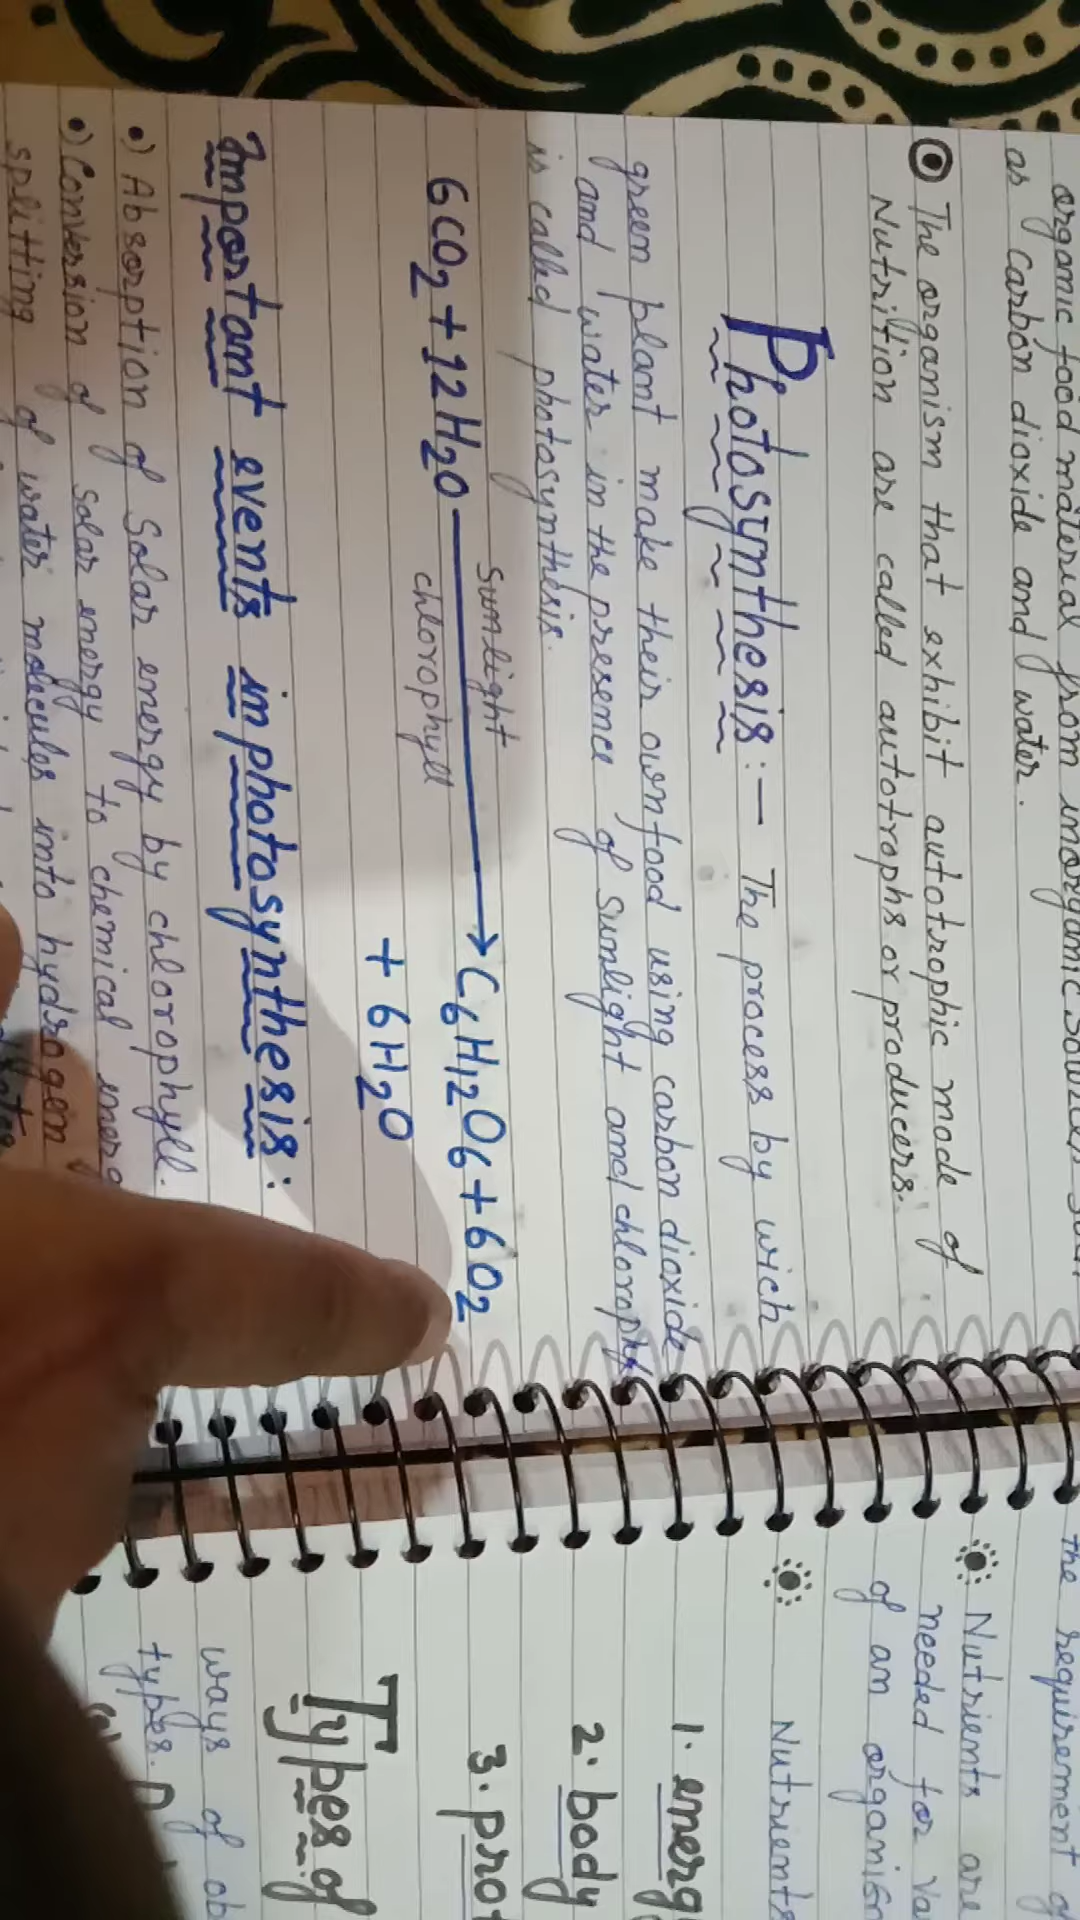 organic food material from inorganic sources such
as carbon dioxide and water.
The organism that exhibit autotrophic mode of
Nutrition are called autotrophs or producers.
Photosynthesis:— The process by wich
green plant make their own food using carbon dioxide
and water in the presence of Sunlight and chlorophyll
is called photosynthesis.
Sunlight
6CO2 + 12H2O → C6H12O6 + 6O2
chlorophyll
+ 6H2O
Important events in photosynthesis:
•) Absorption of Solar energy by chlorophyll.
•) Conversion of solar energy to chemical energ
splitting of water molecules into hydrogen
the requirement of
Nutrients are
needed for va
of an organism
Nutrients
1. energ
2. body
3. prot
Types of
ways of ob
types.